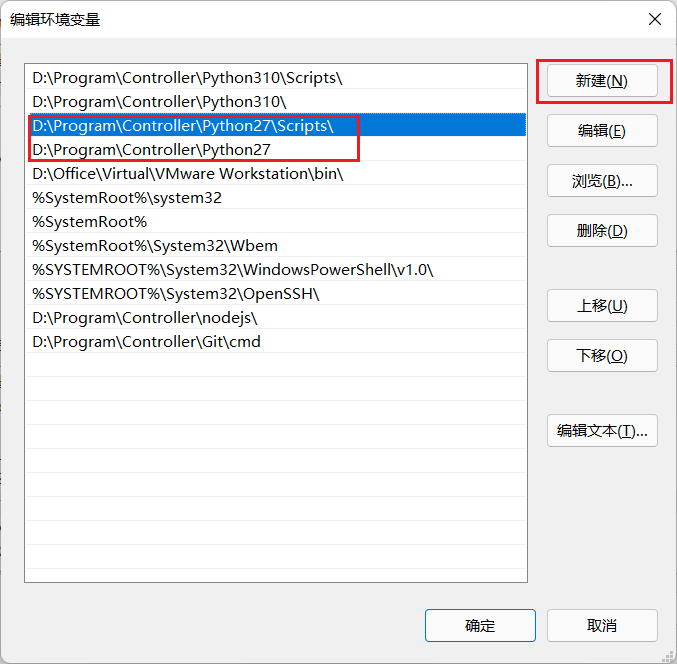 编辑环境变量
D:\Program\Controller\Python310\Scripts\
D:\Program\Controller\Python310\
D:\Program\Controller\Python27\Scripts\
D:\Program\Controller\Python27
D:\Office\Virtual\VMware Workstation\bin\
%SystemRoot%\system32
%SystemRoot%
%SystemRoot%\System32\Wbem
%SYSTEMROOT%\System32\WindowsPowerShell\v1.0\
%SYSTEMROOT%\System32\OpenSSH\
D:\Program\Controller\nodejs\
D:\Program\Controller\Git\cmd
新建(N)
编辑(E)
浏览(B)...
删除(D)
上移(U)
下移(O)
编辑文本(T)...
确定
取消